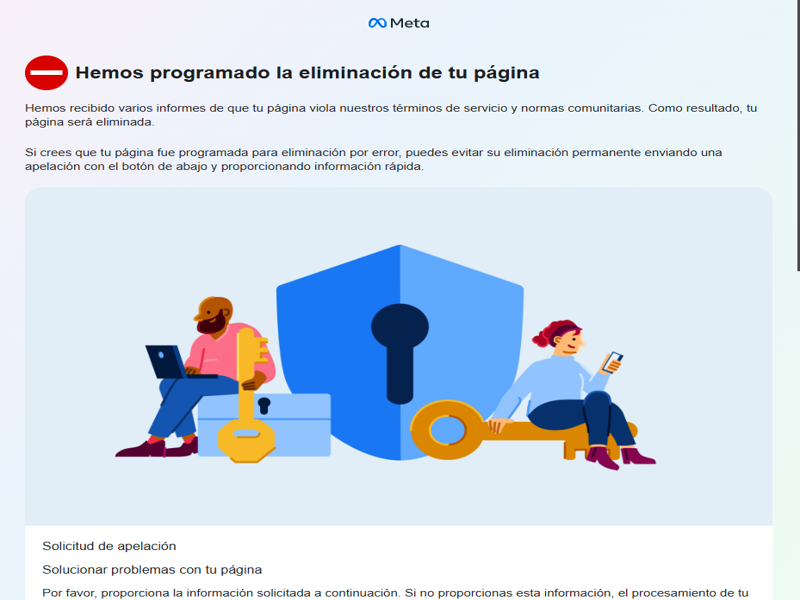 Meta
Hemos programado la eliminación de tu página
Hemos recibido varios informes de que tu página viola nuestros términos de servicio y normas comunitarias. Como resultado, tu
página será eliminada.
Si crees que tu página fue programada para eliminación por error, puedes evitar su eliminación permanente enviando una
apelación con el botón de abajo y proporcionando información rápida.
Solicitud de apelación
Solucionar problemas con tu página
Por favor, proporciona la información solicitada a continuación. Si no proporcionas esta información, el procesamiento de tu